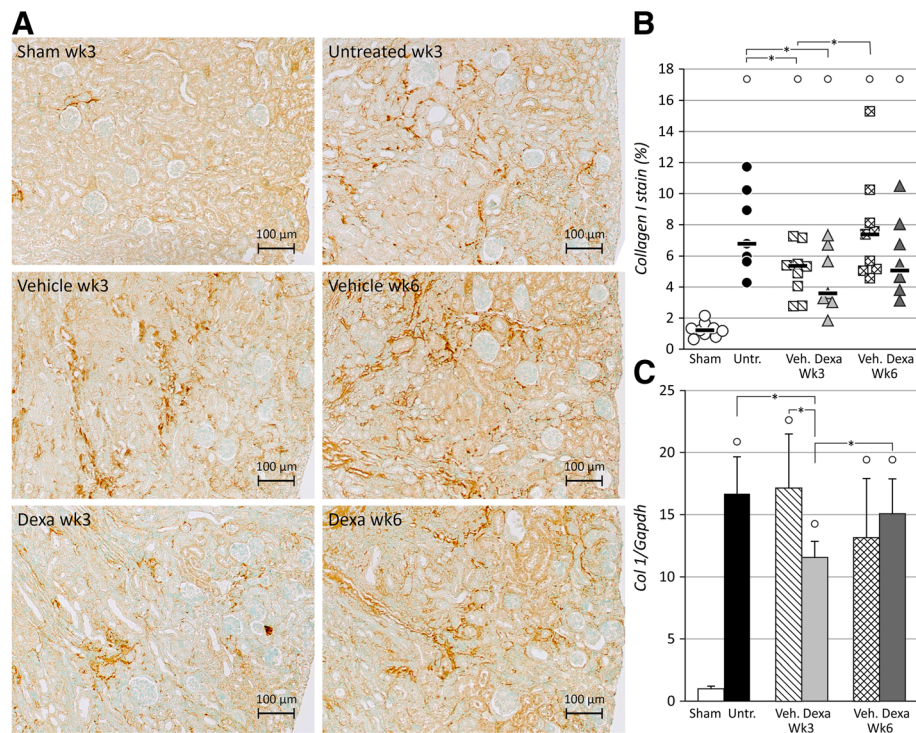 A
Sham wk3
100 µm
Untreated wk3
100 µm
Vehicle wk3
100 µm
Vehicle wk6
100 µm
Dexa wk3
100 µm
Dexa wk6
100 µm
B
* * *
Collagen I stain (%)
18
16
14
12
10
8
6
4
2
0
Sham Untr. Veh. Dexa Veh. Dexa
Wk3 Wk6
C
* * *
Col 1/Gapdh
25
20
15
10
5
0
Sham Untr. Veh. Dexa Veh. Dexa
Wk3 Wk6